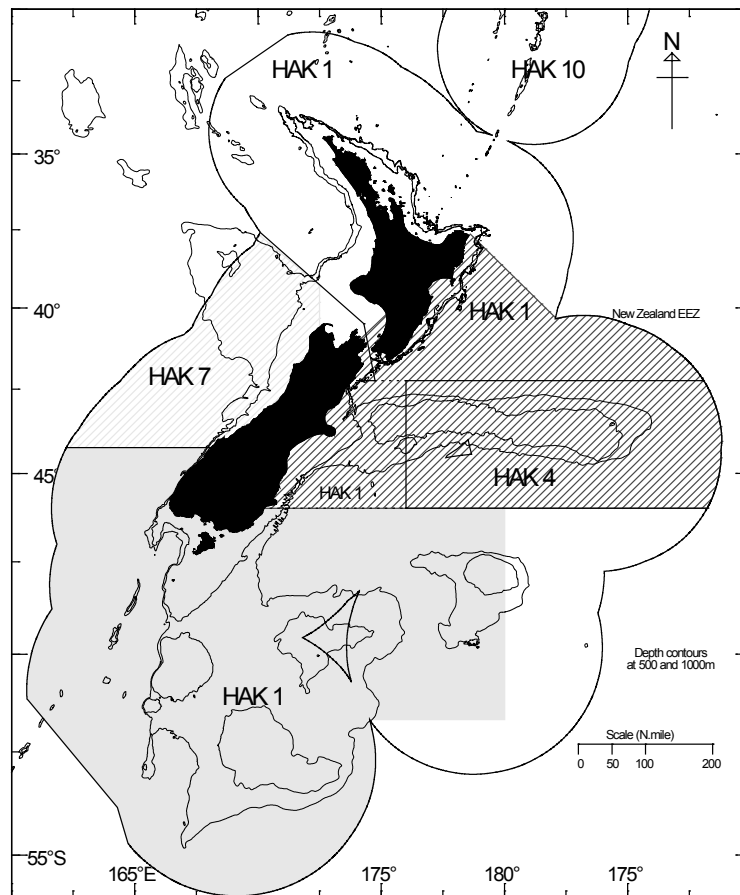 HAK 1
HAK 10
N
35°
40°
HAK 1
New Zealand EEZ
HAK 7
45°
HAK 4
HAK 1
Depth contours
at 500 and 1000m
HAK 1
Scale (N.mile)
0 50 100 200
55°S
165°E 175° 180° 175°